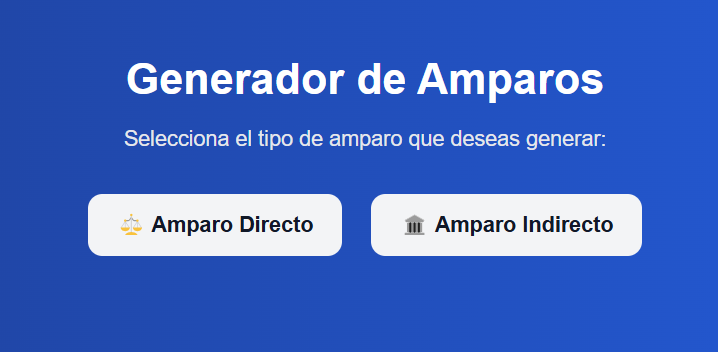 Generador de Amparos
Selecciona el tipo de amparo que deseas generar:
Amparo Directo
Amparo Indirecto